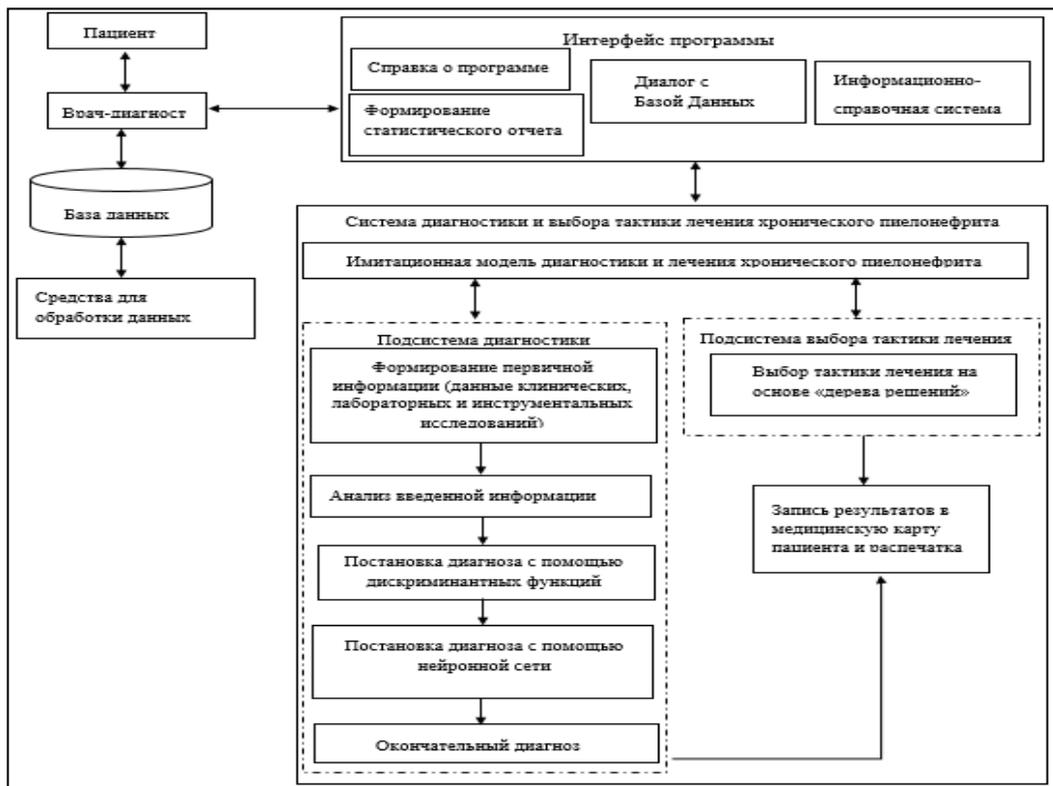 Пациент
Врач-диагност
База данных
Средства для
обработки данных
Интерфейс программы
Справка о программе
Формирование
статистического отчета
Диалог с
Базой Данных
Информационно-
справочная система
Система диагностики и выбора тактики лечения хронического пиелонефрита
Имитационная модель диагностики и лечения хронического пиелонефрита
Подсистема диагностики
Формирование первичной
информации (данные клинических,
лабораторных и инструментальных
исследований)
Анализ введенной информации
Постановка диагноза с помощью
дискриминантных функций
Постановка диагноза с помощью
нейронной сети
Окончательный диагноз
Подсистема выбора тактики лечения
Выбор тактики лечения на
основе «дерева решений»
Запись результатов в
медицинскую карту
пациента и распечатка